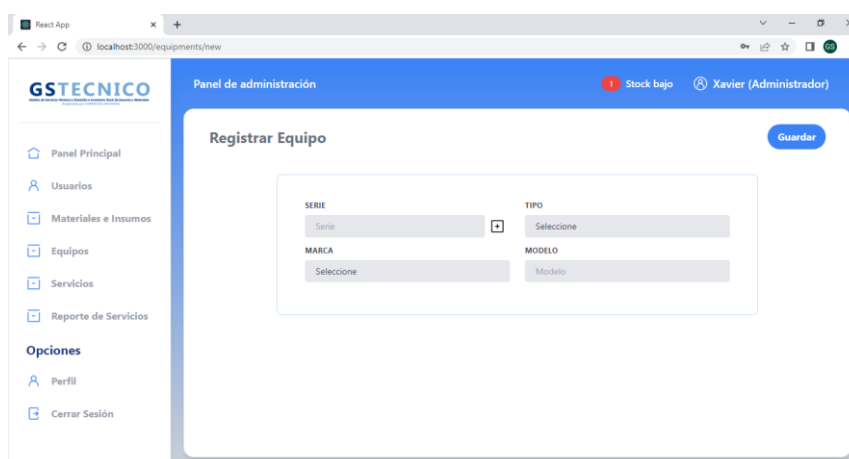 React App
localhost:3000/equipments/new
GS
GSTECNICO
Panel de administración
1 Stock bajo
Xavier (Administrador)
Panel Principal
Usuarios
Materiales e Insumos
Equipos
Servicios
Reporte de Servicios
Opciones
Perfil
Cerrar Sesión
Registrar Equipo
Guardar
SERIE
Serie
TIPO
Seleccione
MARCA
Seleccione
MODELO
Modelo